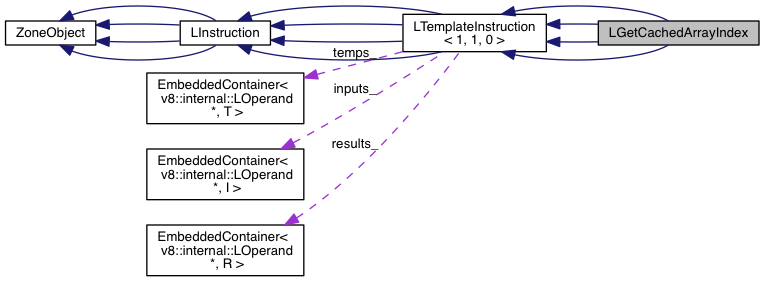 ZoneObject
LInstruction
LTemplateInstruction
< 1, 1, 0 >
LGetCachedArrayIndex
temps_
EmbeddedContainer<
v8::internal::LOperand
*, T >
inputs_
EmbeddedContainer<
v8::internal::LOperand
*, I >
results_
EmbeddedContainer<
v8::internal::LOperand
*, R >